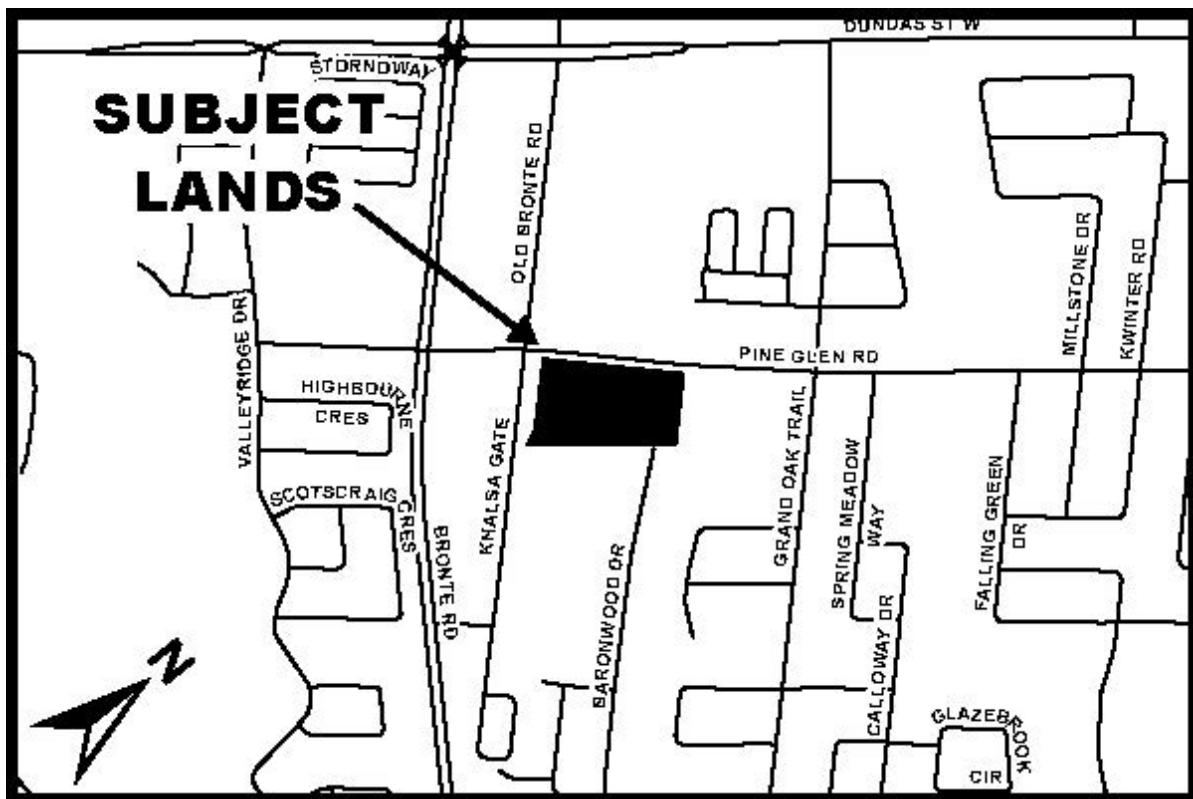 DUNDAS ST W
STORNOWAY
SUBJECT
LANDS
OLD BRONTE RD
VALLEYRIDGE DR
PINE GLEN RD
MILLSTONE DR
KWINTER RD
HIGHBOURNE
CRES
KHALSA GATE
GRAND OAK TRAIL
SPRING MEADOW
WAY
FALLING GREEN
DR
SCOTSCRAIG
CRES
BRONTE RD
BARONWOOD DR
CALLOWAY DR
GLAZEBROOK
CIR
N